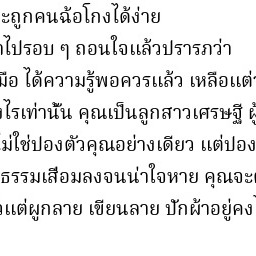 ะถูกคนฉ้อโกงได้ง่าย
ไปรอบ ๆ ถอนใจแล้วปรารภว่า
มือ ได้ความรู้พอควรแล้ว เหลือแต่
ไรเท่านั้น คุณเป็นลูกสาวเศรษฐี ผู้
ไม่ใช่ปองตัวคุณอย่างเดียว แต่ปอง
ธรรมเสื่อมลงจนน่าใจหาย คุณจะ
แต่ผูกลาย เขียนลาย ปักผ้าอยู่คง